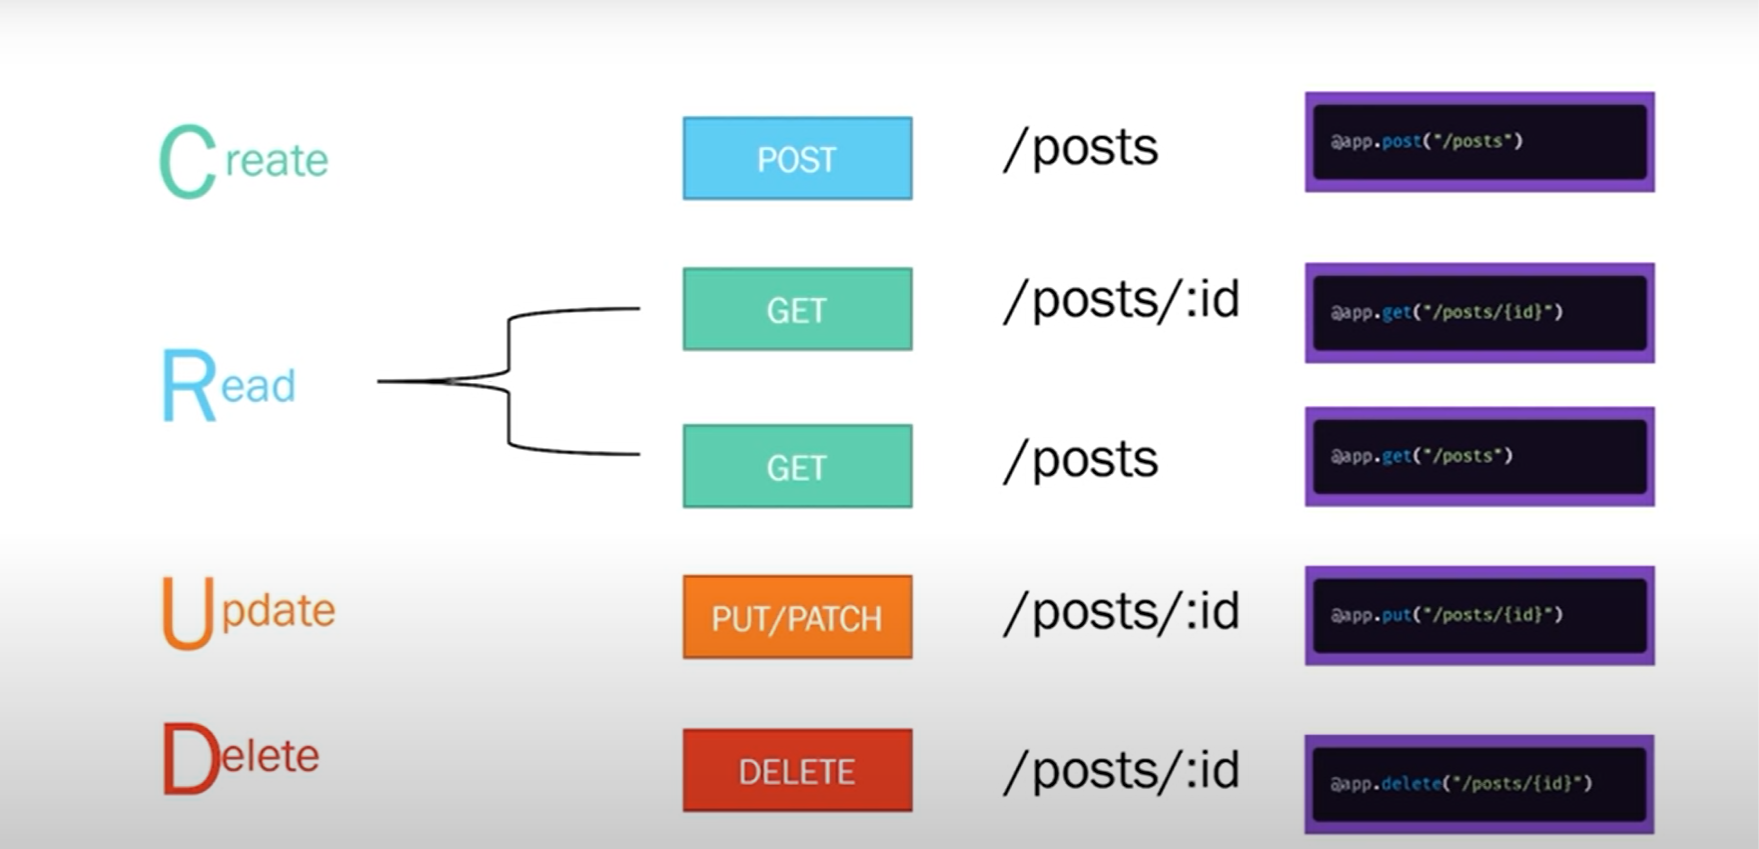 Create POST /posts @app.post("/posts")
GET /posts/:id @app.get("/posts/{id}")
Read
GET /posts @app.get("/posts")
Update PUT/PATCH /posts/:id @app.put("/posts/{id}")
Delete DELETE /posts/:id @app.delete("/posts/{id}")